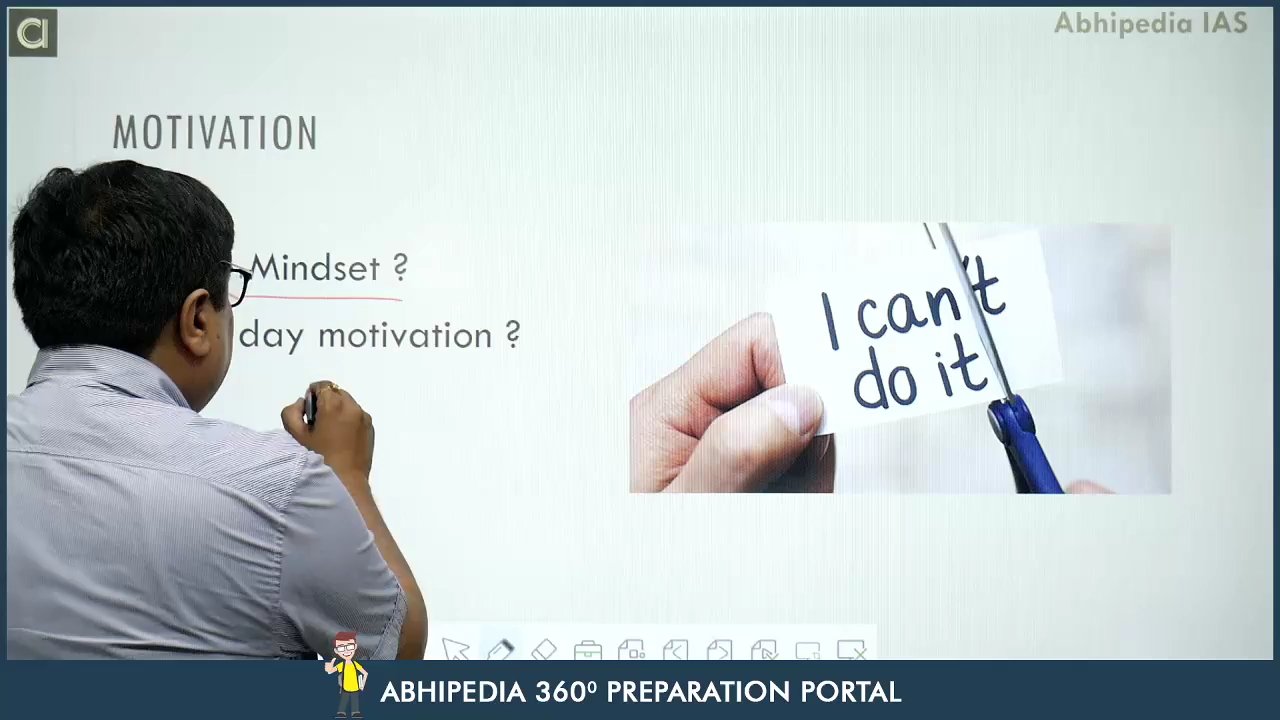 Abhipedia IAS
MOTIVATION
Mindset ?
day motivation ?
I can't
do it
ABHIPEDIA 360⁰ PREPARATION PORTAL